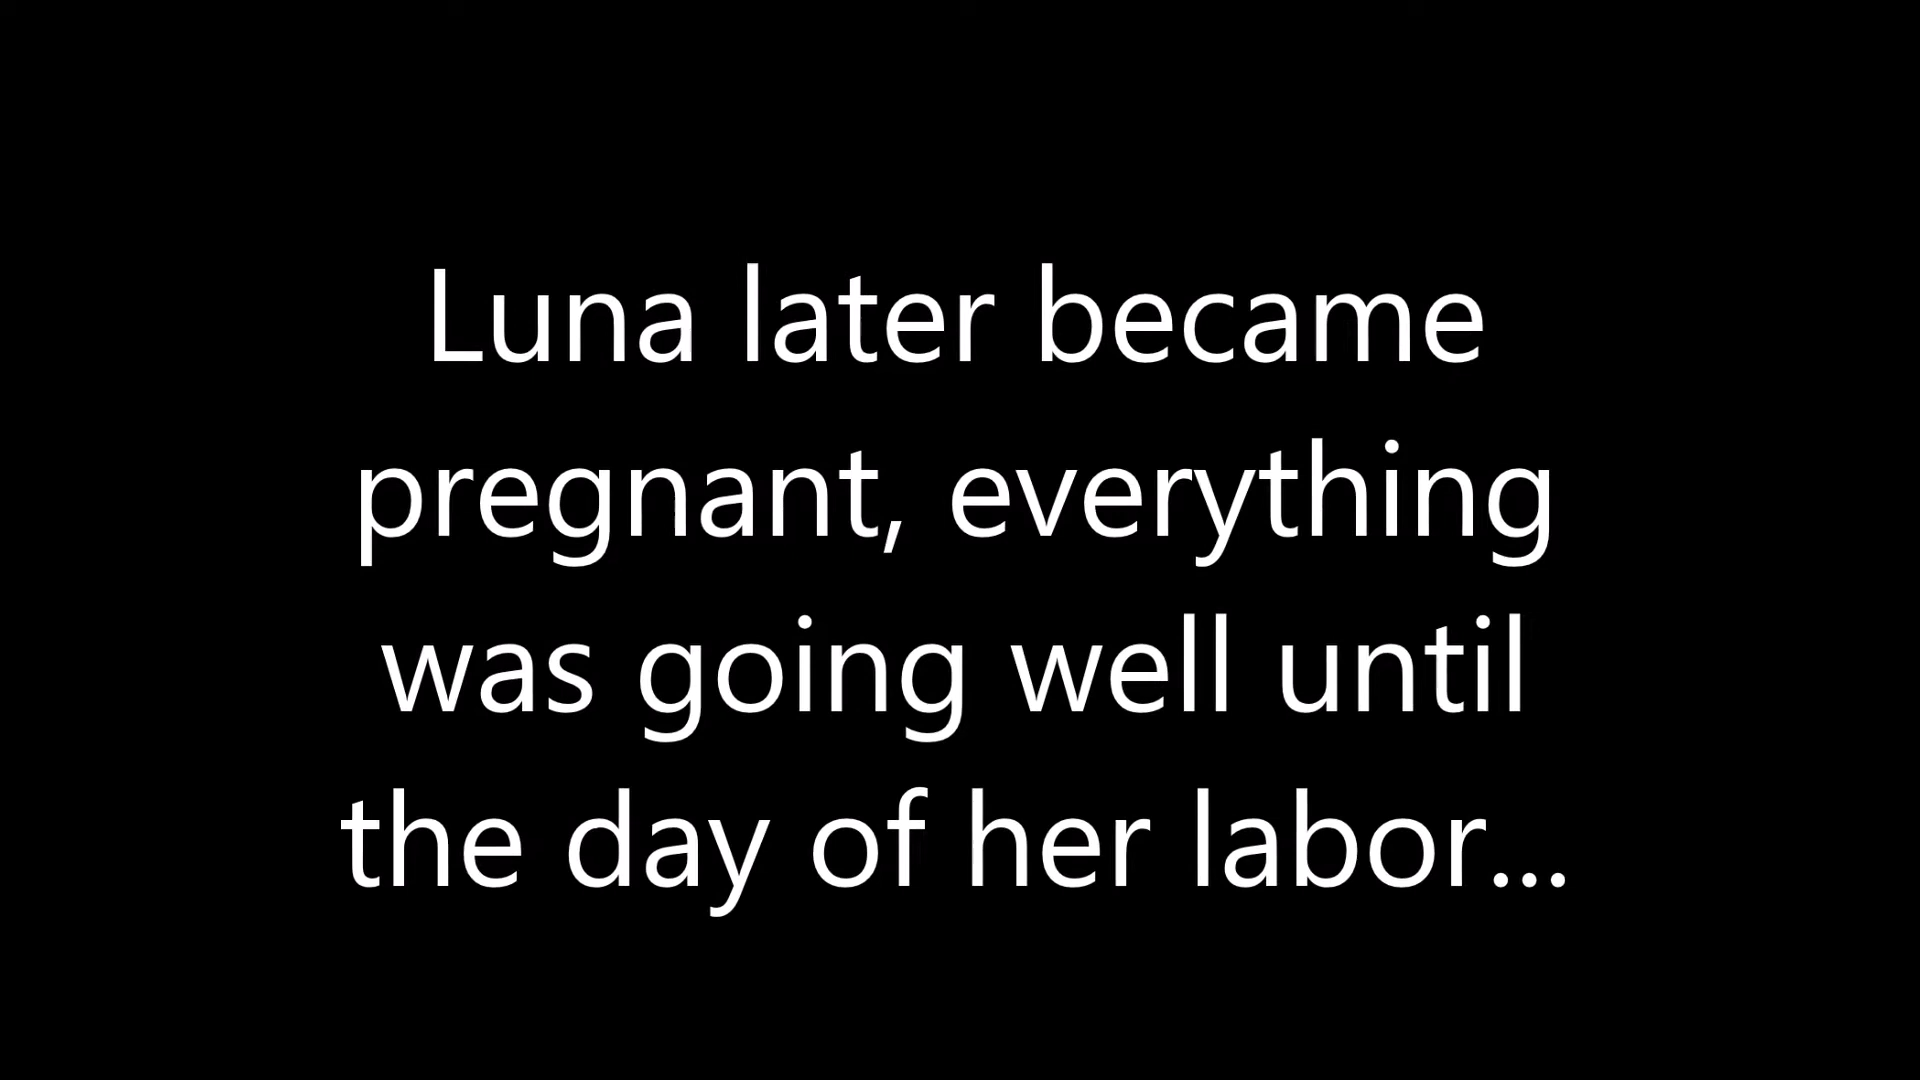 Luna later became
pregnant, everything
was going well until
the day of her labor...